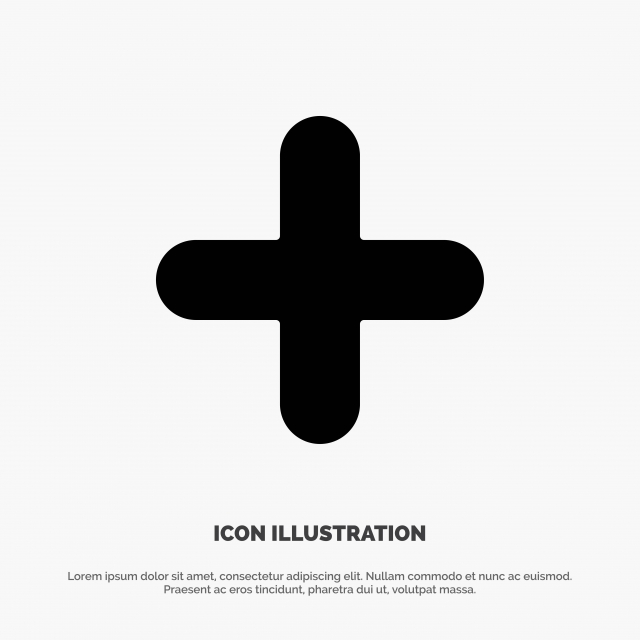 ICON ILLUSTRATION
Lorem ipsum dolor sit amet, consectetur adipiscing elit. Nullam commodo et nunc ac euismod.
Praesent ac eros tincidunt, pharetra dui ut, volutpat massa.